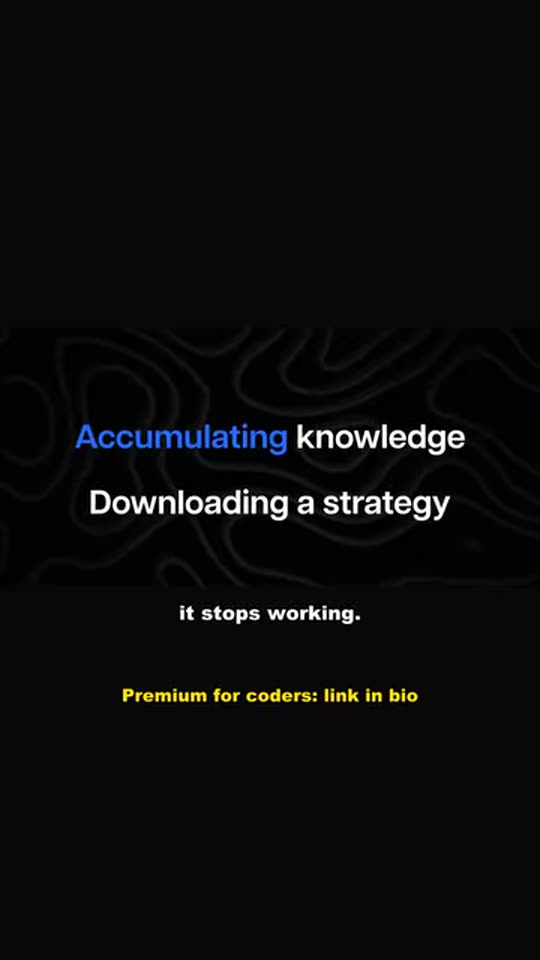 Accumulating knowledge
Downloading a strategy
it stops working.
Premium for coders: link in bio